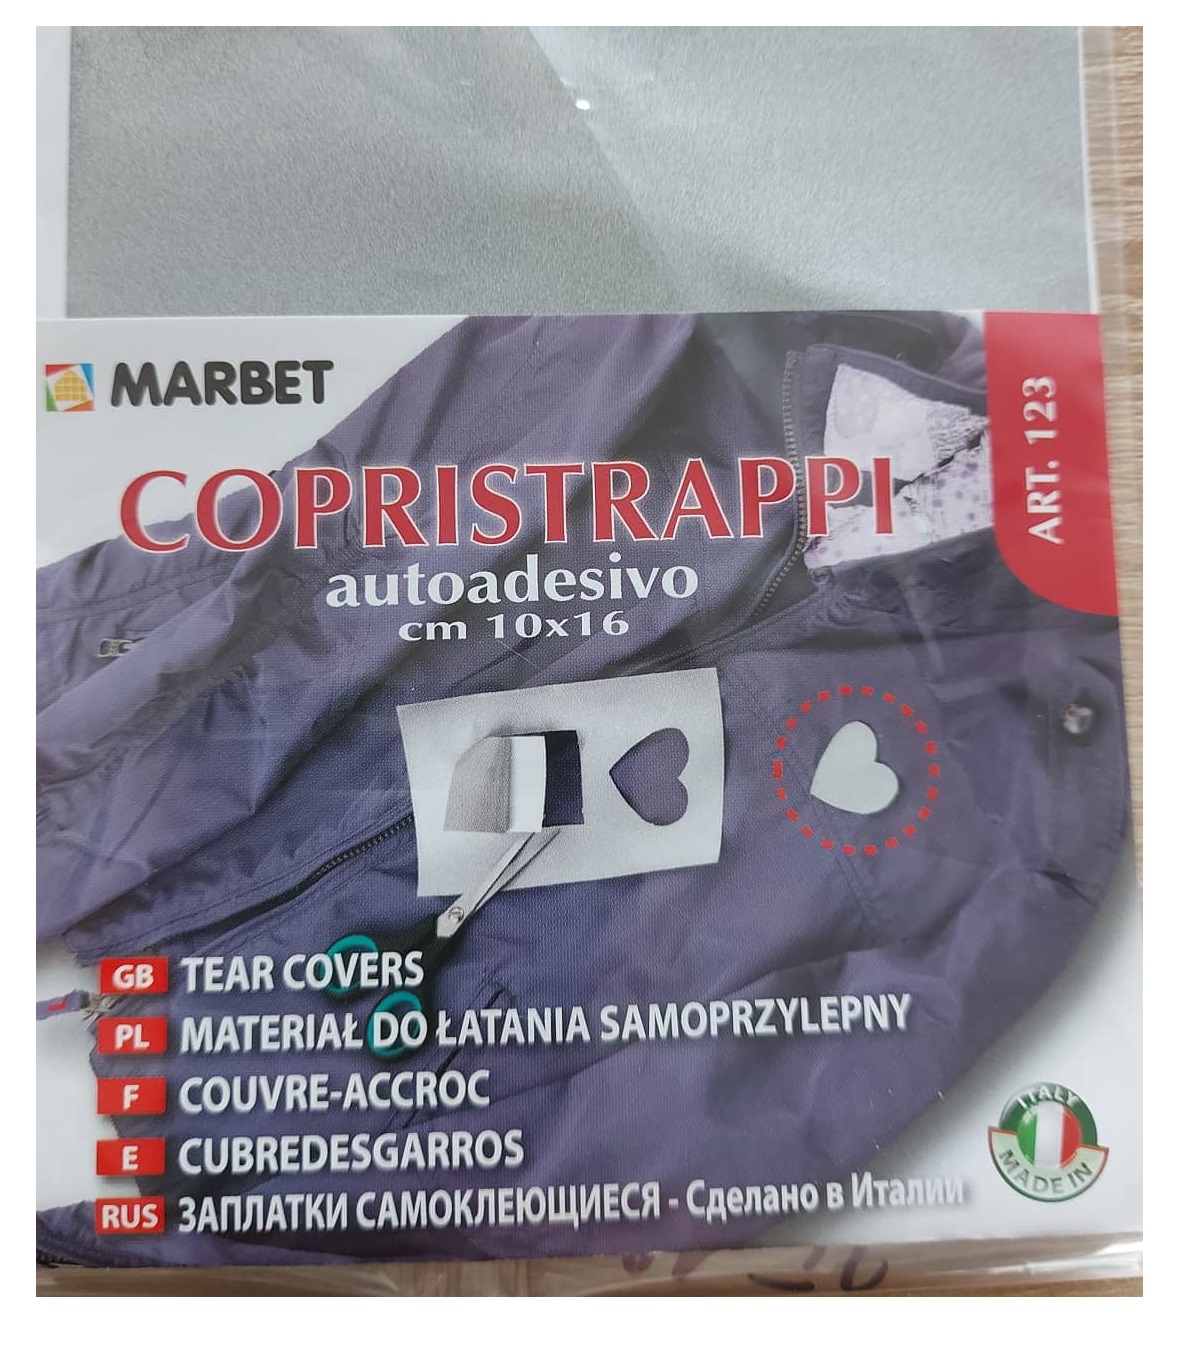 MARBET
ART. 123
COPRISTRAPPI
autoadesivo
cm 10x16
GB TEAR COVERS
PL MATERIAŁ DO ŁATANIA SAMOPRZYLEPNY
F COUVRE-ACCROC
E CUBREDESGARROS
RUS ЗАПЛАТКИ САМОКЛЕЮЩИЕСЯ - Сделано в Италии
ITALY
MADE IN